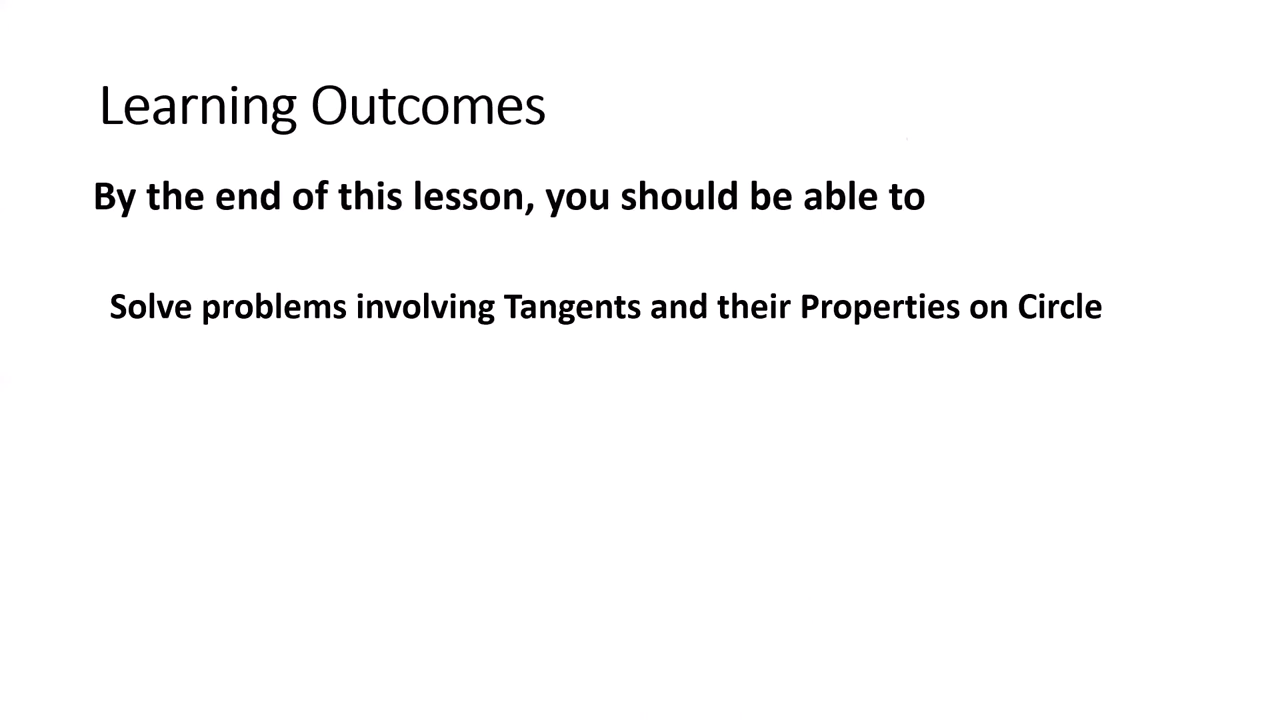 Learning Outcomes
By the end of this lesson, you should be able to
Solve problems involving Tangents and their Properties on Circle